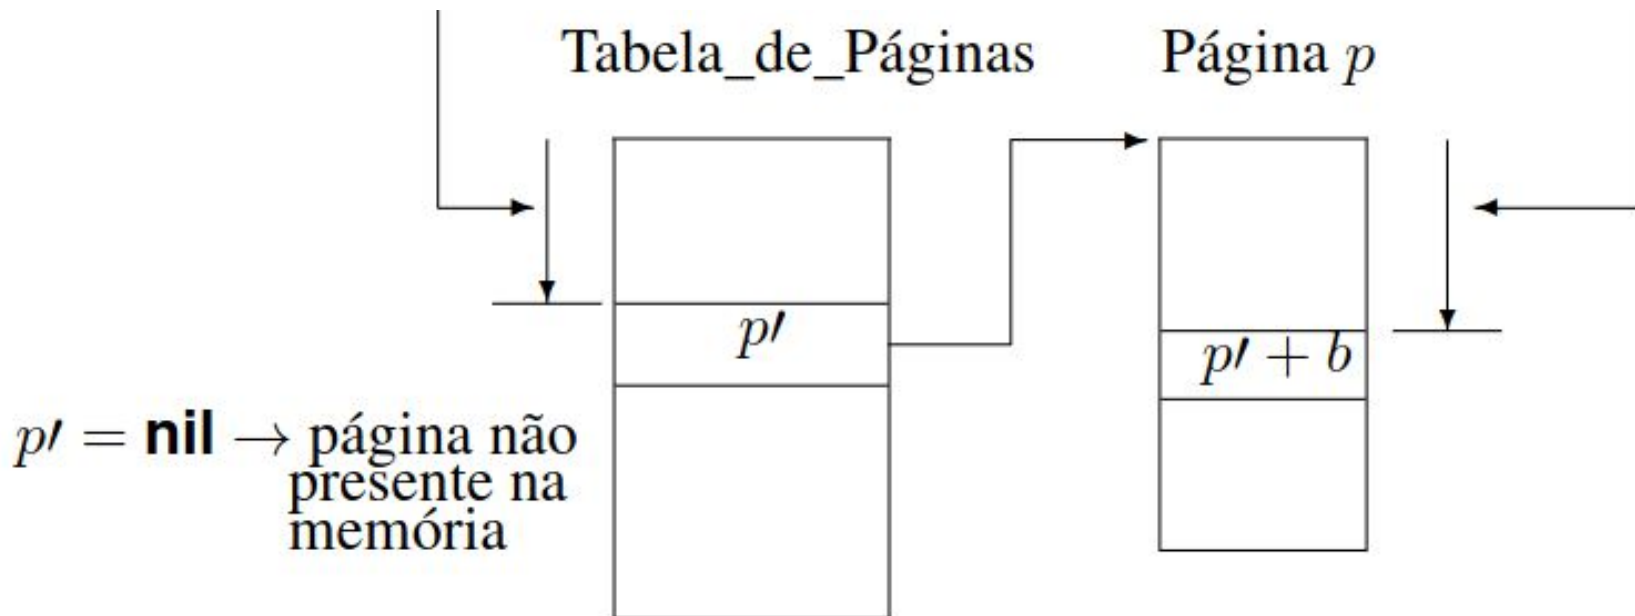 Tabela_de_Páginas
Página p
p′
p′ + b
p′ = nil → página não
presente na
memória